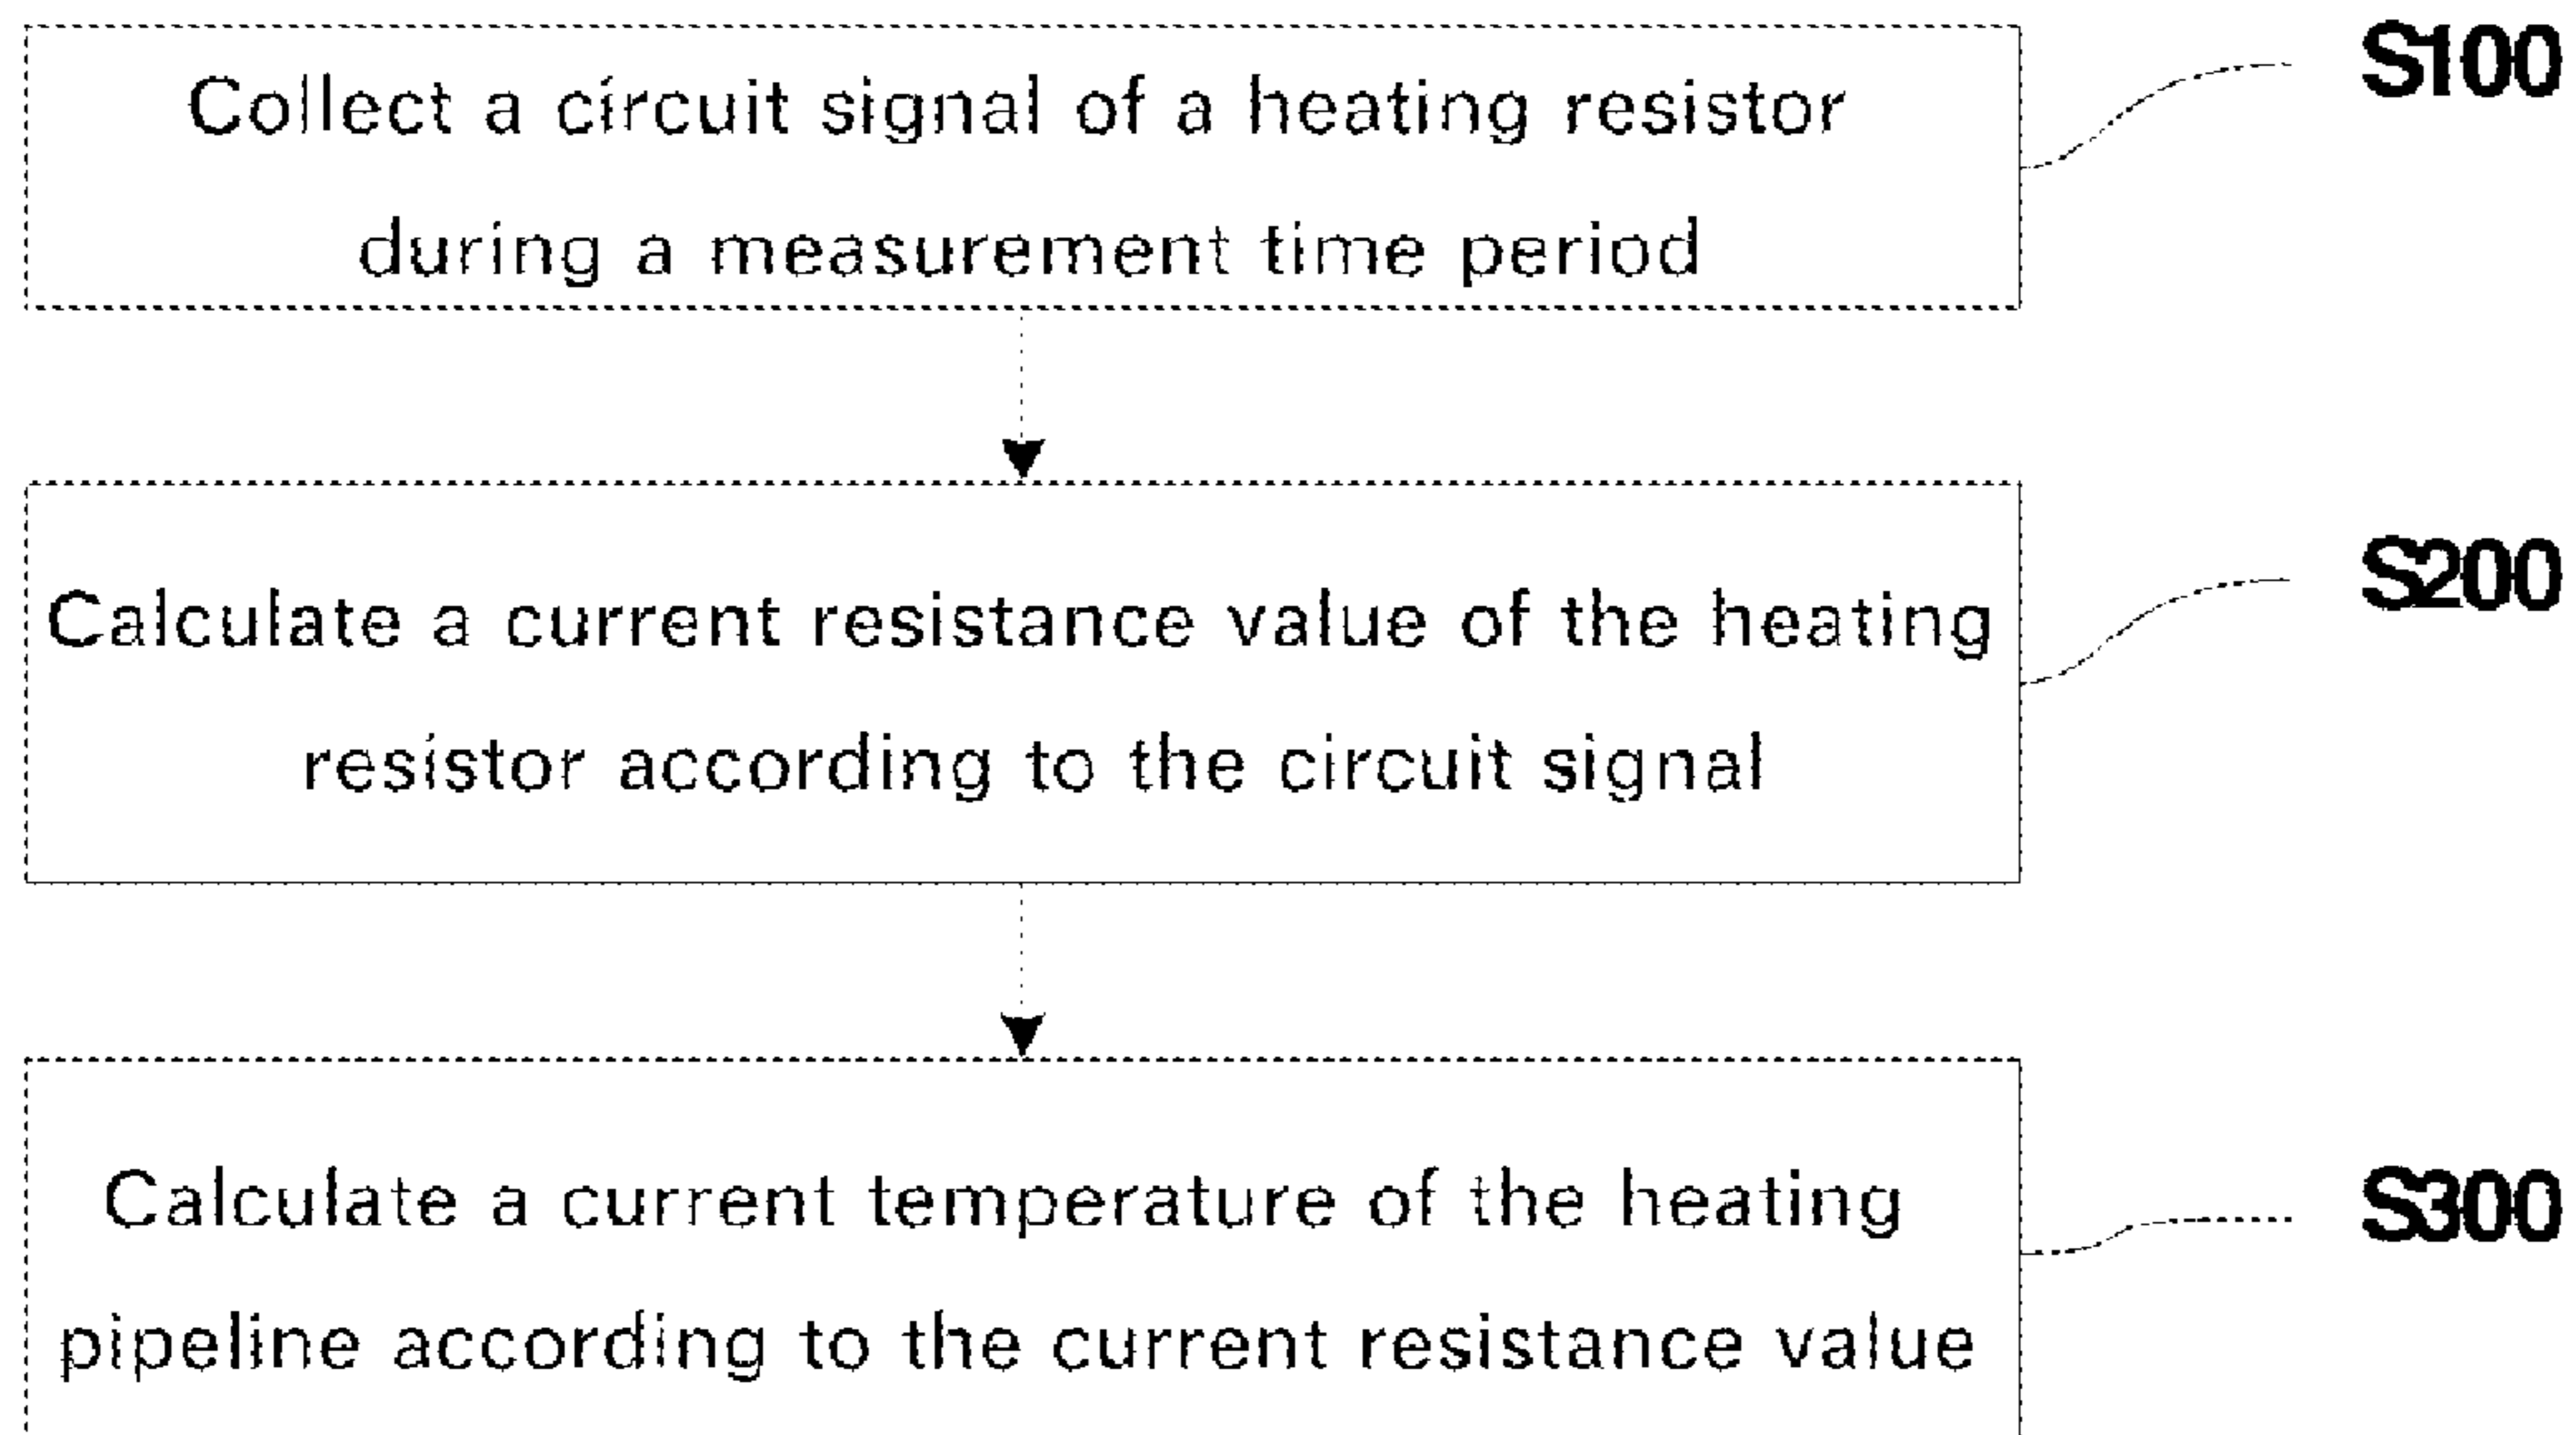 Collect a circuit signal of a heating resistor
during a measurement time period
S100
Calculate a current resistance value of the heating
resistor according to the circuit signal
S200
Calculate a current temperature of the heating
pipeline according to the current resistance value
S300